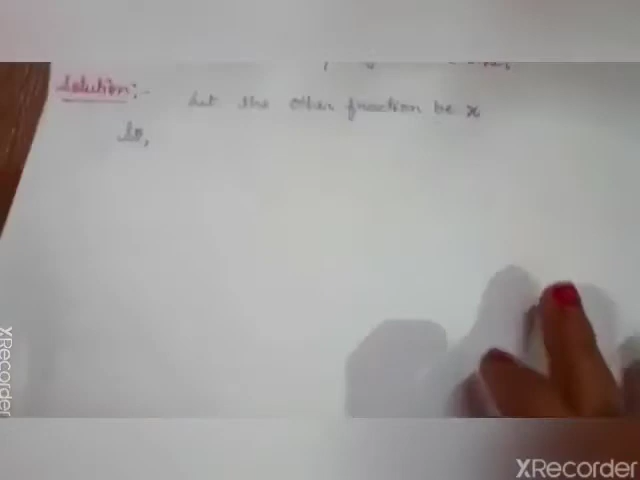 Solution:-
Let the other fraction be x
So,
XRecorder
XRecorder